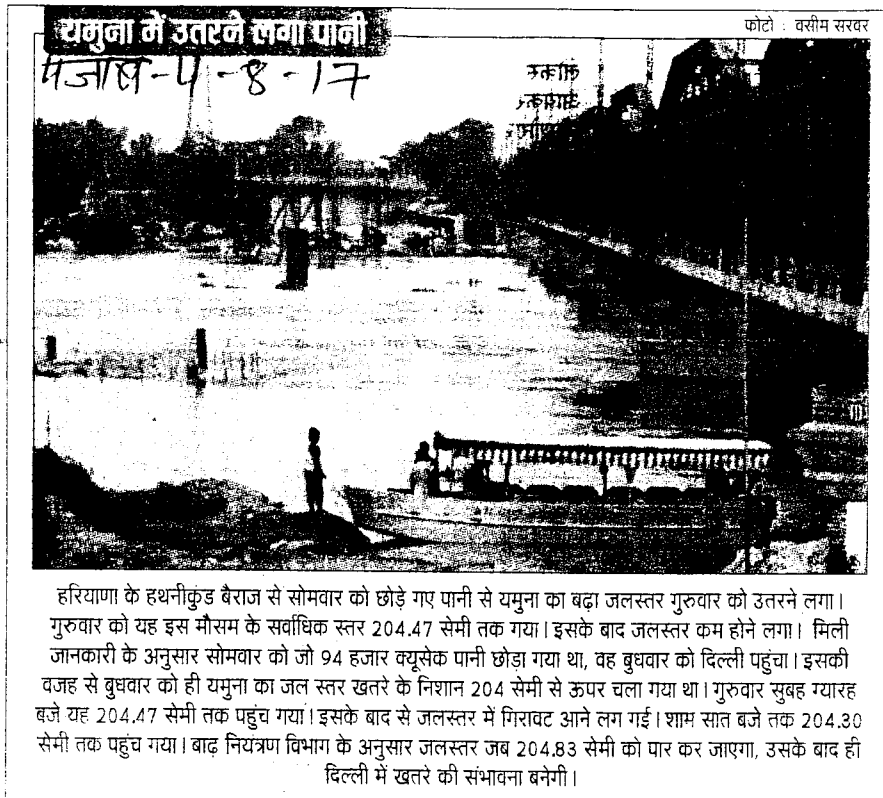 यमुना में उतरने लगा पानी
फोटो : वसीम सरवर
4-8-17
हरियाणा के हथनीकुंड बैराज से सोमवार को छोड़े गए पानी से यमुना का बढ़ा जलस्तर गुरुवार को उतरने लगा।
गुरुवार को यह इस मौसम के सर्वाधिक स्तर 204.47 सेमी तक गया। इसके बाद जलस्तर कम होने लगा। मिली
जानकारी के अनुसार सोमवार को जो 94 हजार क्यूसेक पानी छोड़ा गया था, वह बुधवार को दिल्ली पहुंचा। इसकी
वजह से बुधवार को ही यमुना का जल स्तर खतरे के निशान 204 सेमी से ऊपर चला गया था। गुरुवार सुबह ग्यारह
बजे यह 204.47 सेमी तक पहुंच गया। इसके बाद से जलस्तर में गिरावट आने लग गई। शाम सात बजे तक 204.30
सेमी तक पहुंच गया। बाढ़ नियंत्रण विभाग के अनुसार जलस्तर जब 204.83 सेमी को पार कर जाएगा, उसके बाद ही
दिल्ली में खतरे की संभावना बनेगी।